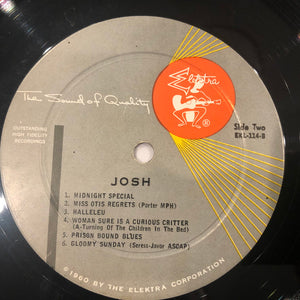 Elektra
The Sound of Quality
OUTSTANDING
HIGH FIDELITY
RECORDINGS
Side Two
EKL-114-B
JOSH
1 MIDNIGHT SPECIAL
2 MISS OTIS REGRETS (Porter MPH)
3 HALLELEU
4 WOMAN SURE IS A CURIOUS CRITTER
(A-Turning Of The Children In The Bed)
5 PRISON BOUND BLUES
6 GLOOMY SUNDAY (Seress-Javor ASCAP)
©1960 BY THE ELEKTRA CORPORATION